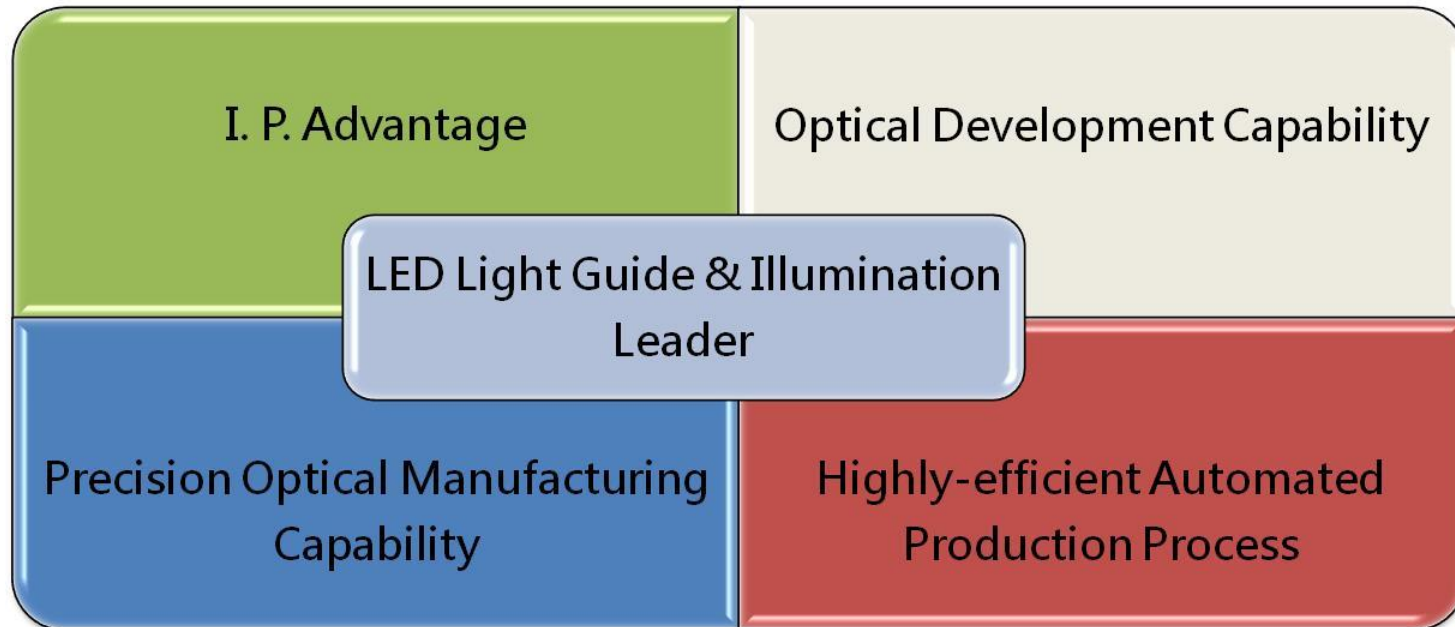 I. P. Advantage
Optical Development Capability
LED Light Guide & Illumination
Leader
Precision Optical Manufacturing
Capability
Highly-efficient Automated
Production Process